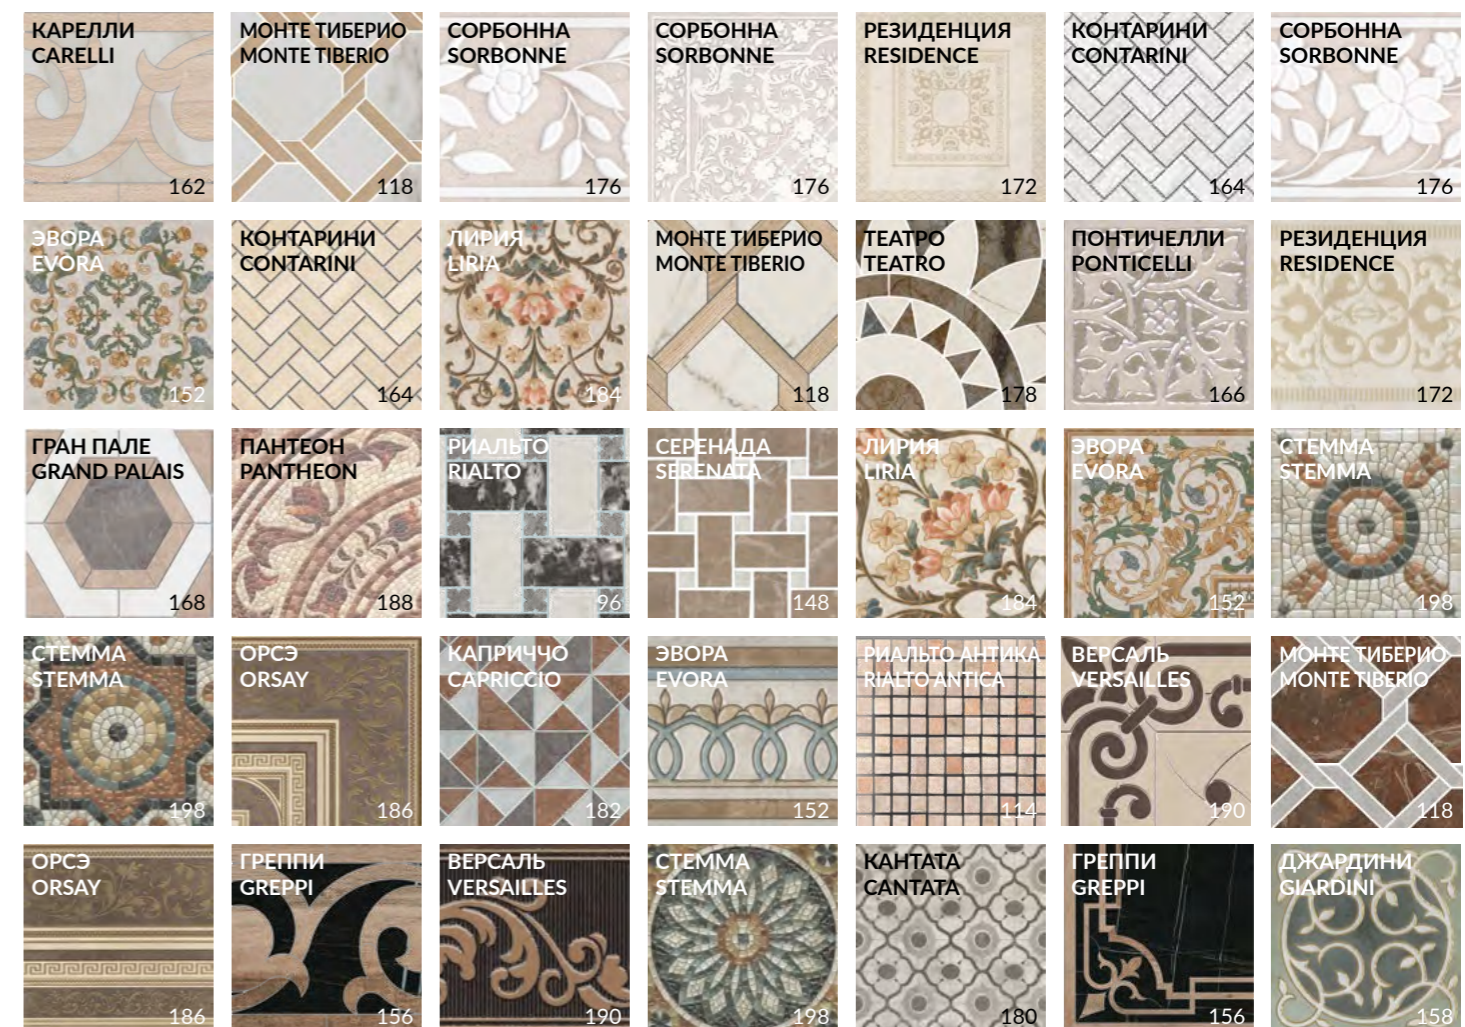 КАРЕЛЛИ
CARELLI
162
МОНТЕ ТИБЕРИО
MONTE TIBERIO
118
СОРБОННА
SORBONNE
176
СОРБОННА
SORBONNE
176
РЕЗИДЕНЦИЯ
RESIDENCE
172
КОНТАРИНИ
CONTARINI
164
СОРБОННА
SORBONNE
176
ЭВОРА
EVORA
152
КОНТАРИНИ
CONTARINI
164
ЛИРИЯ
LIRIA
184
МОНТЕ ТИБЕРИО
MONTE TIBERIO
118
ТЕАТРО
TEATRO
178
ПОНТИЧЕЛЛИ
PONTICELLI
166
РЕЗИДЕНЦИЯ
RESIDENCE
172
ГРАН ПАЛЕ
GRAND PALAIS
168
ПАНТЕОН
PANTHEON
188
РИАЛЬТО
RIALTO
96
СЕРЕНАДА
SERENATA
148
ЛИРИЯ
LIRIA
184
ЭВОРА
EVORA
152
СТЕММА
STEMMA
198
СТЕММА
STEMMA
198
ОРСЭ
ORSAY
186
КАПРИЧЧО
CAPRICCIO
182
ЭВОРА
EVORA
152
РИАЛЬТО АНТИКА
RIALTO ANTICA
114
ВЕРСАЛЬ
VERSAILLES
190
МОНТЕ ТИБЕРИО
MONTE TIBERIO
118
ОРСЭ
ORSAY
186
ГРЕППИ
GREPPI
156
ВЕРСАЛЬ
VERSAILLES
190
СТЕММА
STEMMA
198
КАНТАТА
CANTATA
180
ГРЕППИ
GREPPI
156
ДЖАРДИНИ
GIARDINI
158